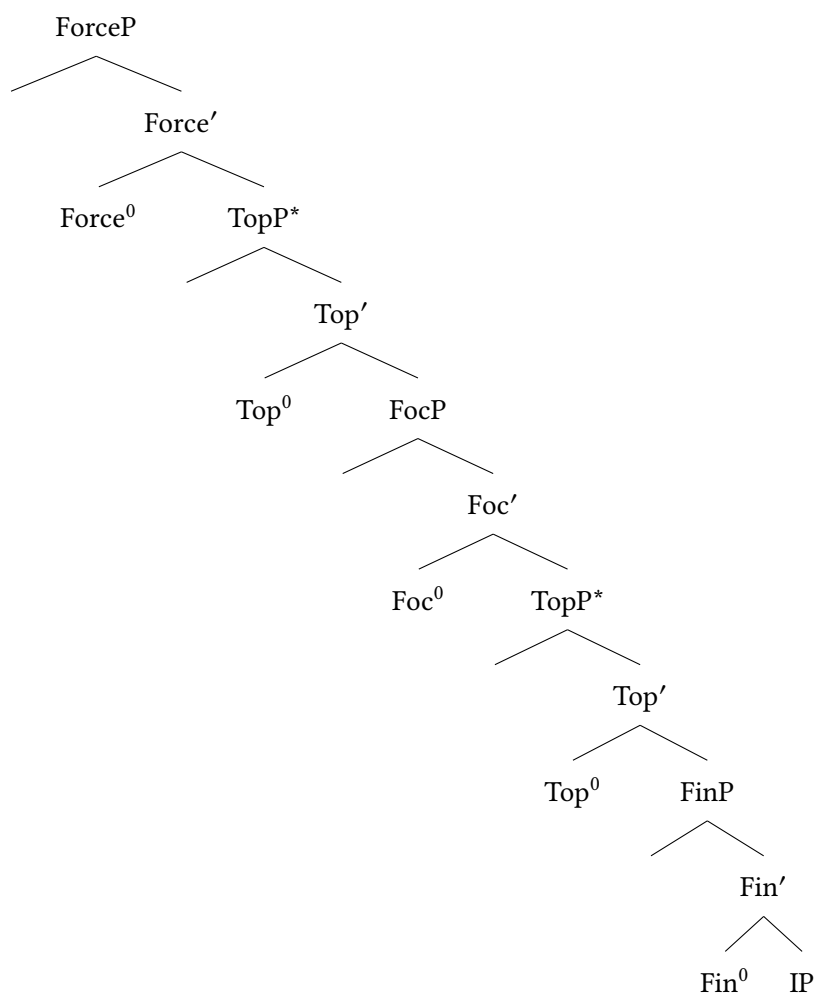 ForceP
Force′
Force⁰ TopP*
Top′
Top⁰ FocP
Foc′
Foc⁰ TopP*
Top′
Top⁰ FinP
Fin′
Fin⁰ IP